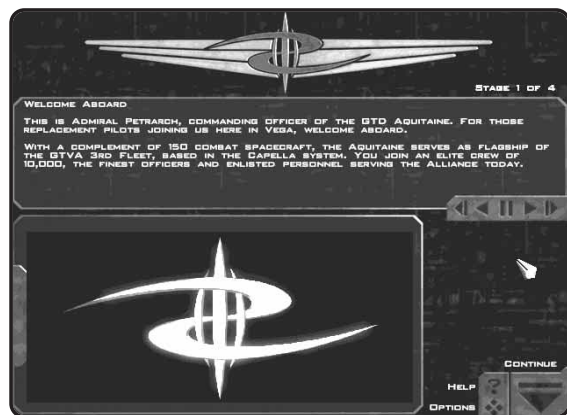 Stage 1 of 4
Welcome Aboard
This is Admiral Petrarch, commanding officer of the GTD Aquitaine. For those
replacement pilots joining us here in Vega, welcome aboard.
With a complement of 150 combat spacecraft, the Aquitaine serves as flagship of
the GTVA 3rd Fleet, based in the Capella system. You join an elite crew of
10,000, the finest officers and enlisted personnel serving the Alliance today.
Continue
Help
?
Options